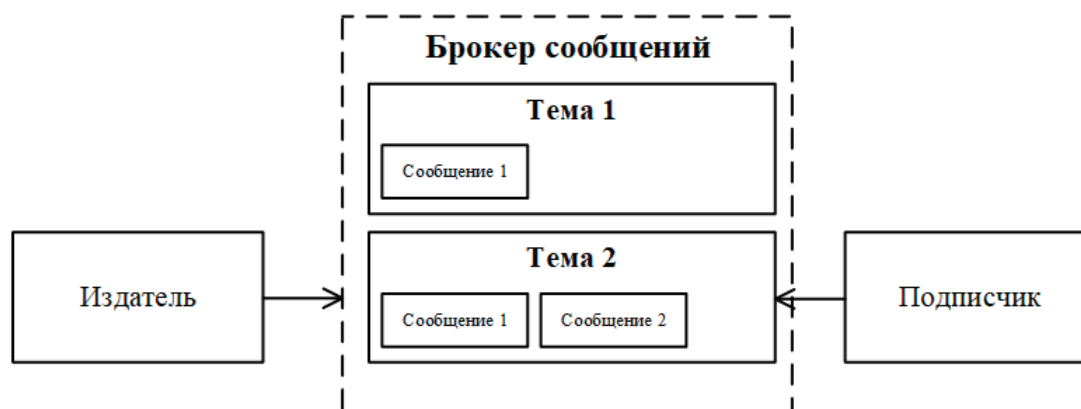 Брокер сообщений
Тема 1
Сообщение 1
Издатель
Тема 2
Сообщение 1
Сообщение 2
Подписчик